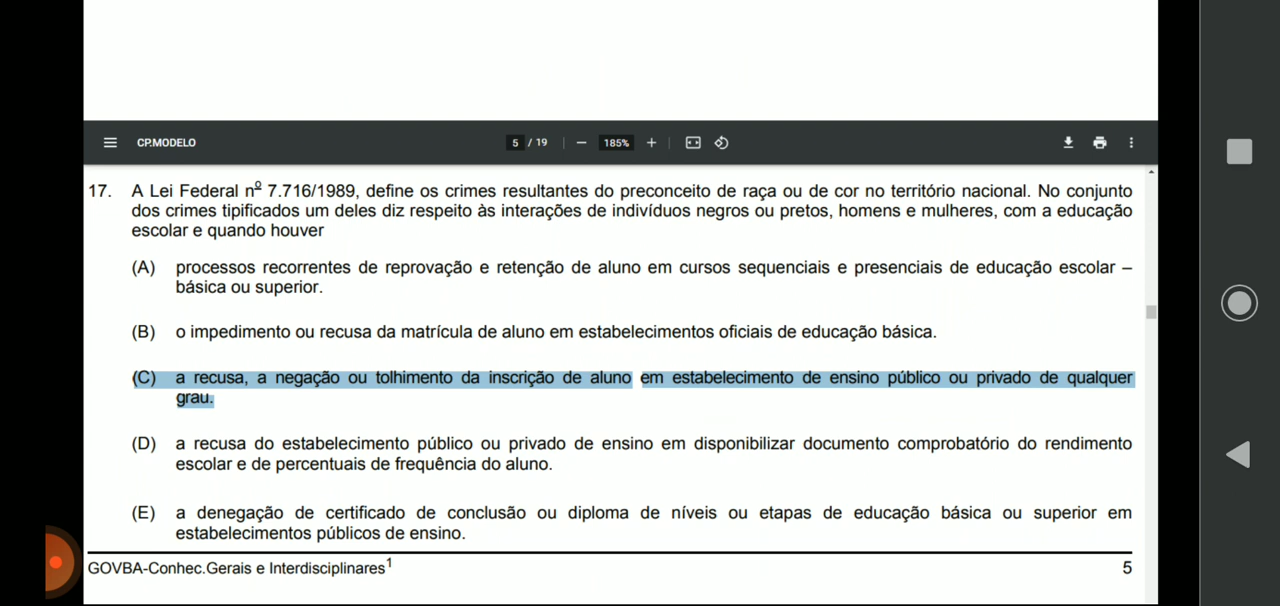 CP.MODELO
5 / 19
185%
17. A Lei Federal nº 7.716/1989, define os crimes resultantes do preconceito de raça ou de cor no território nacional. No conjunto
dos crimes tipificados um deles diz respeito às interações de indivíduos negros ou pretos, homens e mulheres, com a educação
escolar e quando houver
(A) processos recorrentes de reprovação e retenção de aluno em cursos sequenciais e presenciais de educação escolar –
básica ou superior.
(B) o impedimento ou recusa da matrícula de aluno em estabelecimentos oficiais de educação básica.
(C) a recusa, a negação ou tolhimento da inscrição de aluno em estabelecimento de ensino público ou privado de qualquer
grau.
(D) a recusa do estabelecimento público ou privado de ensino em disponibilizar documento comprobatório do rendimento
escolar e de percentuais de frequência do aluno.
(E) a denegação de certificado de conclusão ou diploma de níveis ou etapas de educação básica ou superior em
estabelecimentos públicos de ensino.
GOVBA-Conhec.Gerais e Interdisciplinares1
5